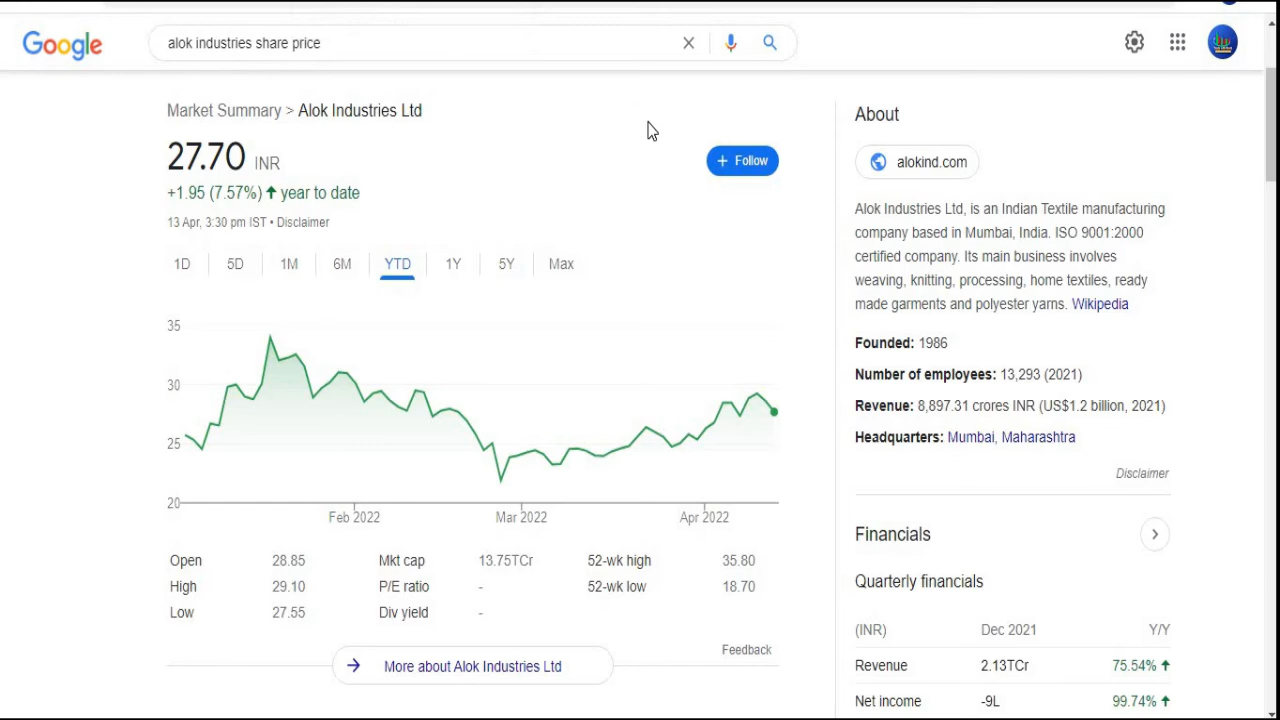 Google
alok industries share price
Market Summary > Alok Industries Ltd
27.70 INR
+ Follow
+1.95 (7.57%) year to date
13 Apr, 3:30 pm IST • Disclaimer
1D 5D 1M 6M YTD 1Y 5Y Max
35
30
25
20
Feb 2022 Mar 2022 Apr 2022
Open 28.85 Mkt cap 13.75TCr 52-wk high 35.80
High 29.10 P/E ratio - 52-wk low 18.70
Low 27.55 Div yield -
Feedback
More about Alok Industries Ltd
About
alokind.com
Alok Industries Ltd, is an Indian Textile manufacturing
company based in Mumbai, India. ISO 9001:2000
certified company. Its main business involves
weaving, knitting, processing, home textiles, ready
made garments and polyester yarns. Wikipedia
Founded: 1986
Number of employees: 13,293 (2021)
Revenue: 8,897.31 crores INR (US$1.2 billion, 2021)
Headquarters: Mumbai, Maharashtra
Disclaimer
Financials
Quarterly financials
(INR) Dec 2021 Y/Y
Revenue 2.13TCr 75.54%
Net income -9L 99.74%